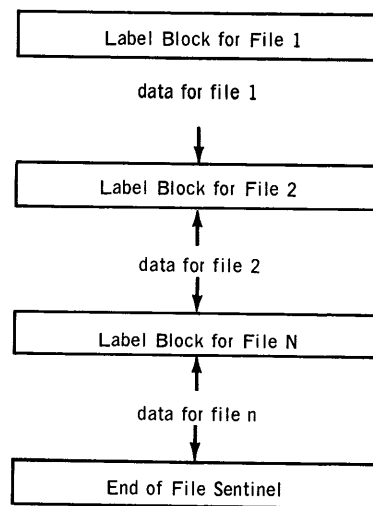 Label Block for File 1
data for file 1
Label Block for File 2
data for file 2
Label Block for File N
data for file n
End of File Sentinel